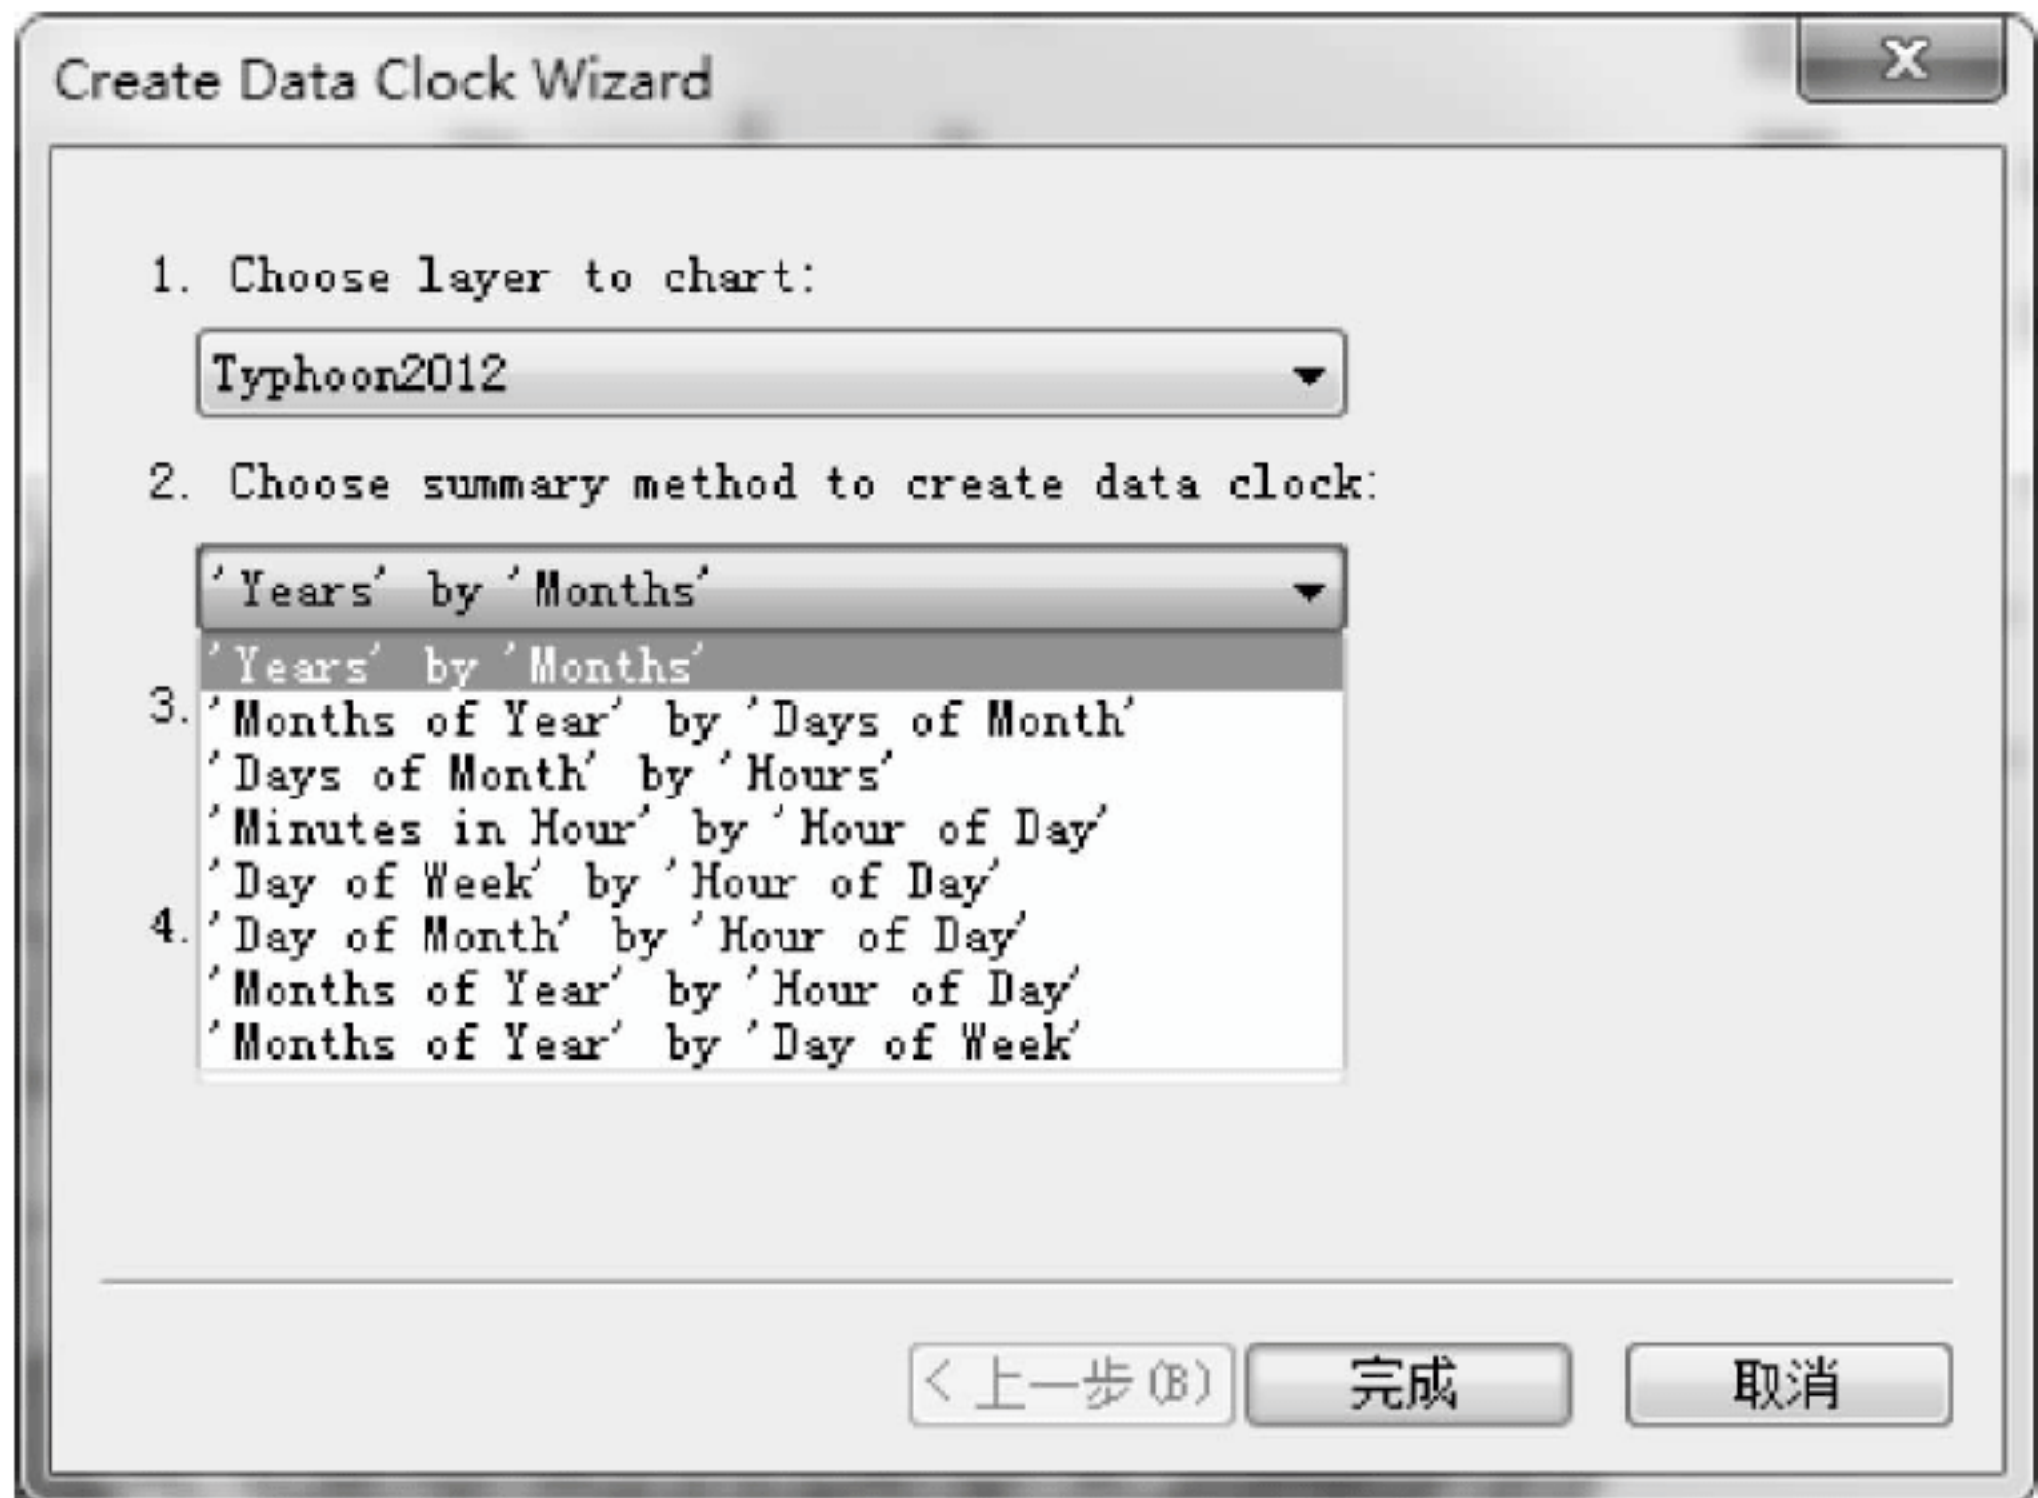 Create Data Clock Wizard
1. Choose layer to chart:
Typhoon2012
2. Choose summary method to create data clock:
'Years' by 'Months'
'Years' by 'Months'
3.
'Months of Year' by 'Days of Month'
'Days of Month' by 'Hours'
'Minutes in Hour' by 'Hour of Day'
'Day of Week' by 'Hour of Day'
4.
'Day of Month' by 'Hour of Day'
'Months of Year' by 'Hour of Day'
'Months of Year' by 'Day of Week'
< 上一步(B) 完成 取消